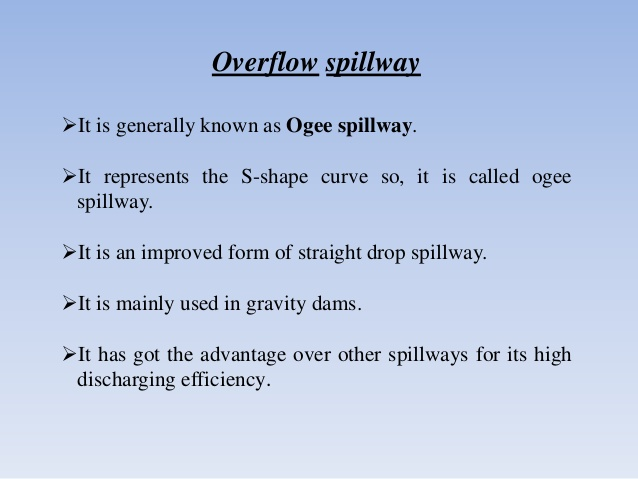 Overflow spillway
➢It is generally known as Ogee spillway.
➢It represents the S-shape curve so, it is called ogee
spillway.
➢It is an improved form of straight drop spillway.
➢It is mainly used in gravity dams.
➢It has got the advantage over other spillways for its high
discharging efficiency.